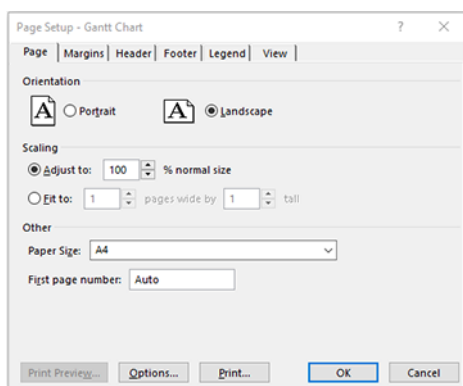 Page Setup - Gantt Chart ?
Page Margins Header Footer Legend View
Orientation
A Portrait A Landscape
Scaling
Adjust to: 100 % normal size
Fit to: 1 pages wide by 1 tall
Other
Paper Size: A4
First page number: Auto
Print Preview... Options... Print... OK Cancel